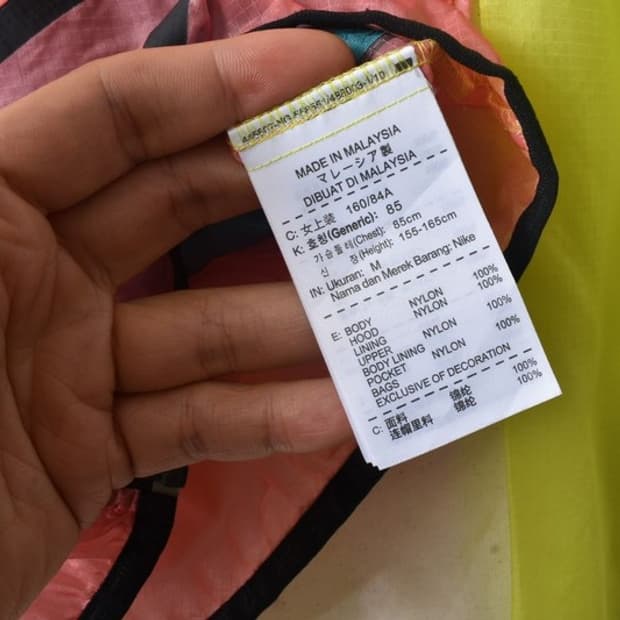 MADE IN MALAYSIA
マレーシア製
DIBUAT DI MALAYSIA
C: 女上装 160/84A
K: 호칭(Generic): 85
가슴둘레(Chest): 85cm
신 장(Height): 155-165cm
IN: Ukuran: M
Nama dan Merek Barang: Nike
E: BODY NYLON 100%
HOOD NYLON 100%
LINING
UPPER NYLON 100%
BODY LINING
POCKET NYLON 100%
BAGS
EXCLUSIVE OF DECORATION
C: 面料 锦纶 100%
连帽里料 锦纶 100%